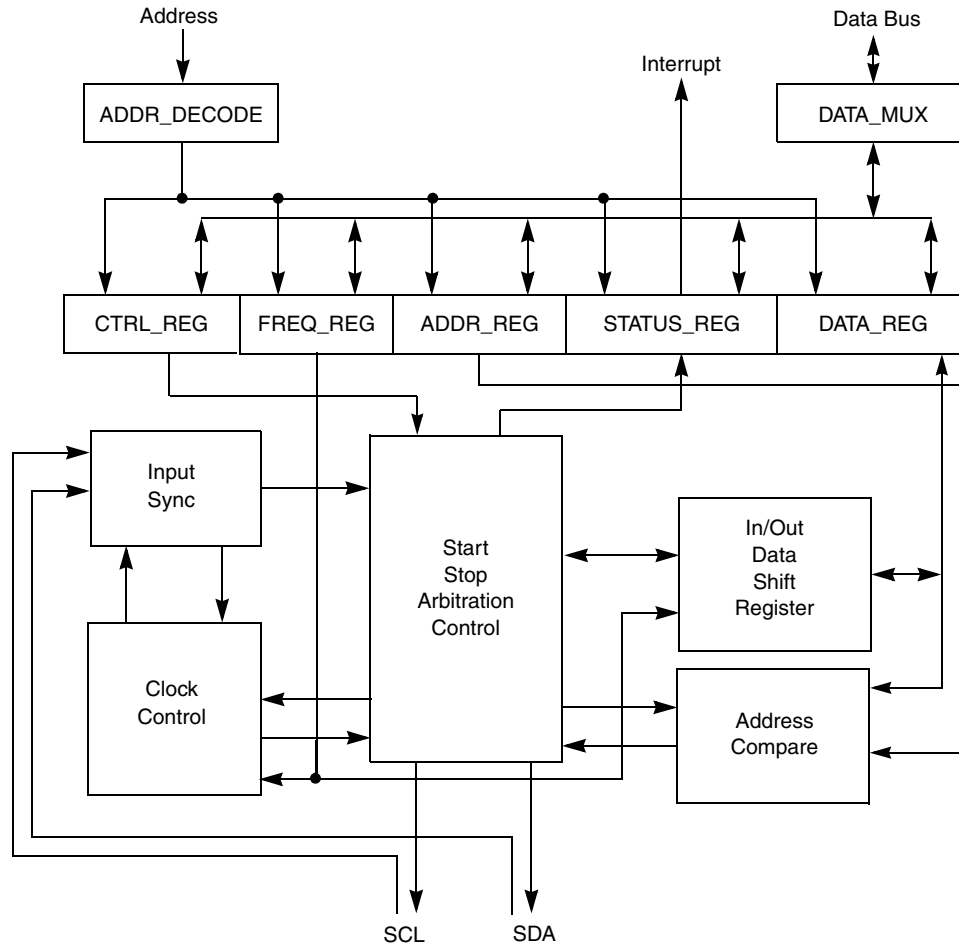 Address
Data Bus
Interrupt
ADDR_DECODE
DATA_MUX
CTRL_REG
FREQ_REG
ADDR_REG
STATUS_REG
DATA_REG
Input
Sync
Start
Stop
Arbitration
Control
In/Out
Data
Shift
Register
Clock
Control
Address
Compare
SCL
SDA